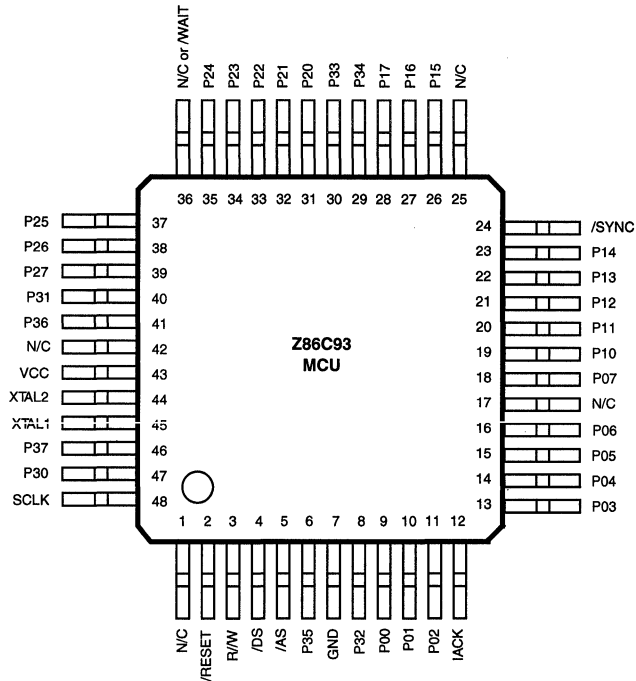 N/C or /WAIT
P24
P23
P22
P21
P20
P33
P34
P17
P16
P15
N/C
36 35 34 33 32 31 30 29 28 27 26 25
P25 37
P26 38
P27 39
P31 40
P36 41
N/C 42
VCC 43
XTAL2 44
XTAL1 45
P37 46
P30 47
SCLK 48
Z86C93
MCU
24 /SYNC
23 P14
22 P13
21 P12
20 P11
19 P10
18 P07
17 N/C
16 P06
15 P05
14 P04
13 P03
1 2 3 4 5 6 7 8 9 10 11 12
N/C
/RESET
R//W
/DS
/AS
P35
GND
P32
P00
P01
P02
IACK